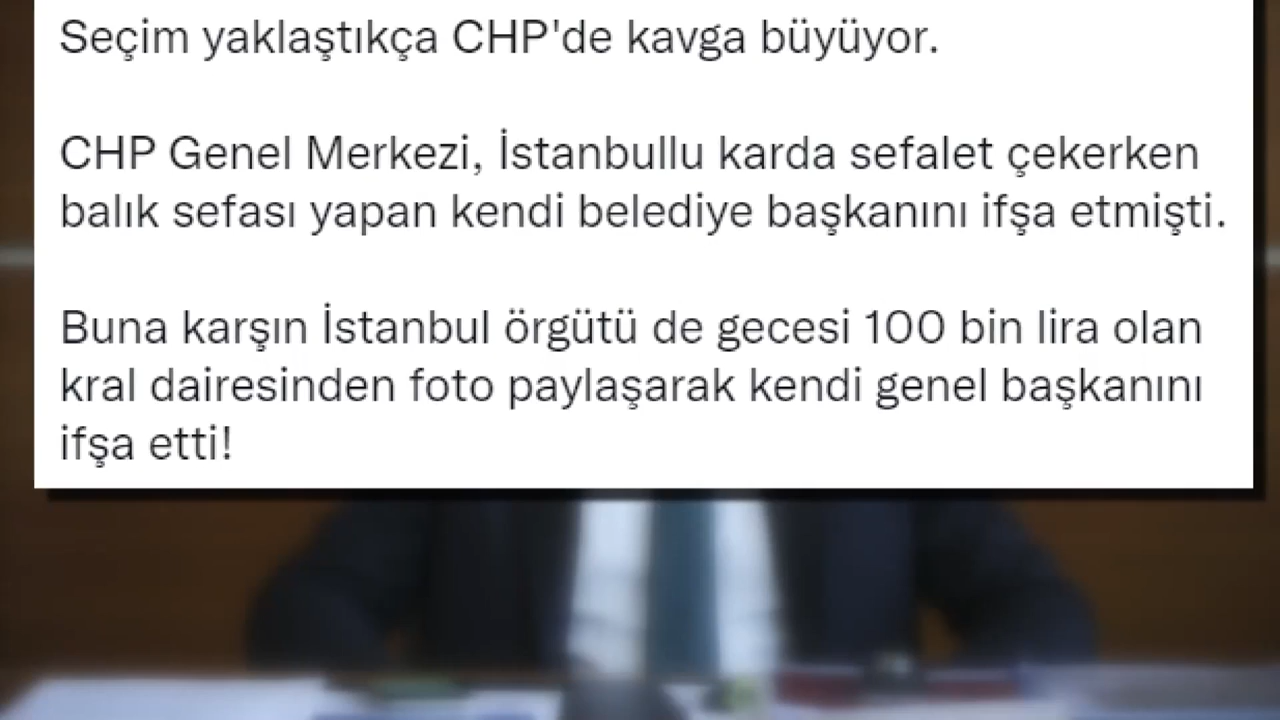 Seçim yaklaştıkça CHP'de kavga büyüyor.
CHP Genel Merkezi, İstanbullu karda sefalet çekerken
balık sefası yapan kendi belediye başkanını ifşa etmişti.
Buna karşın İstanbul örgütü de gecesi 100 bin lira olan
kral dairesinden foto paylaşarak kendi genel başkanını
ifşa etti!